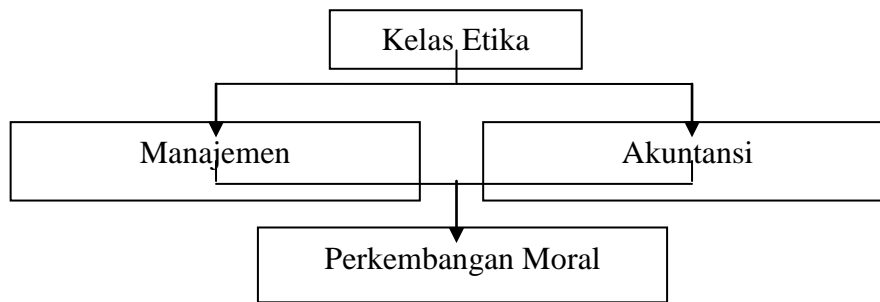 Kelas Etika
Manajemen
Akuntansi
Perkembangan Moral